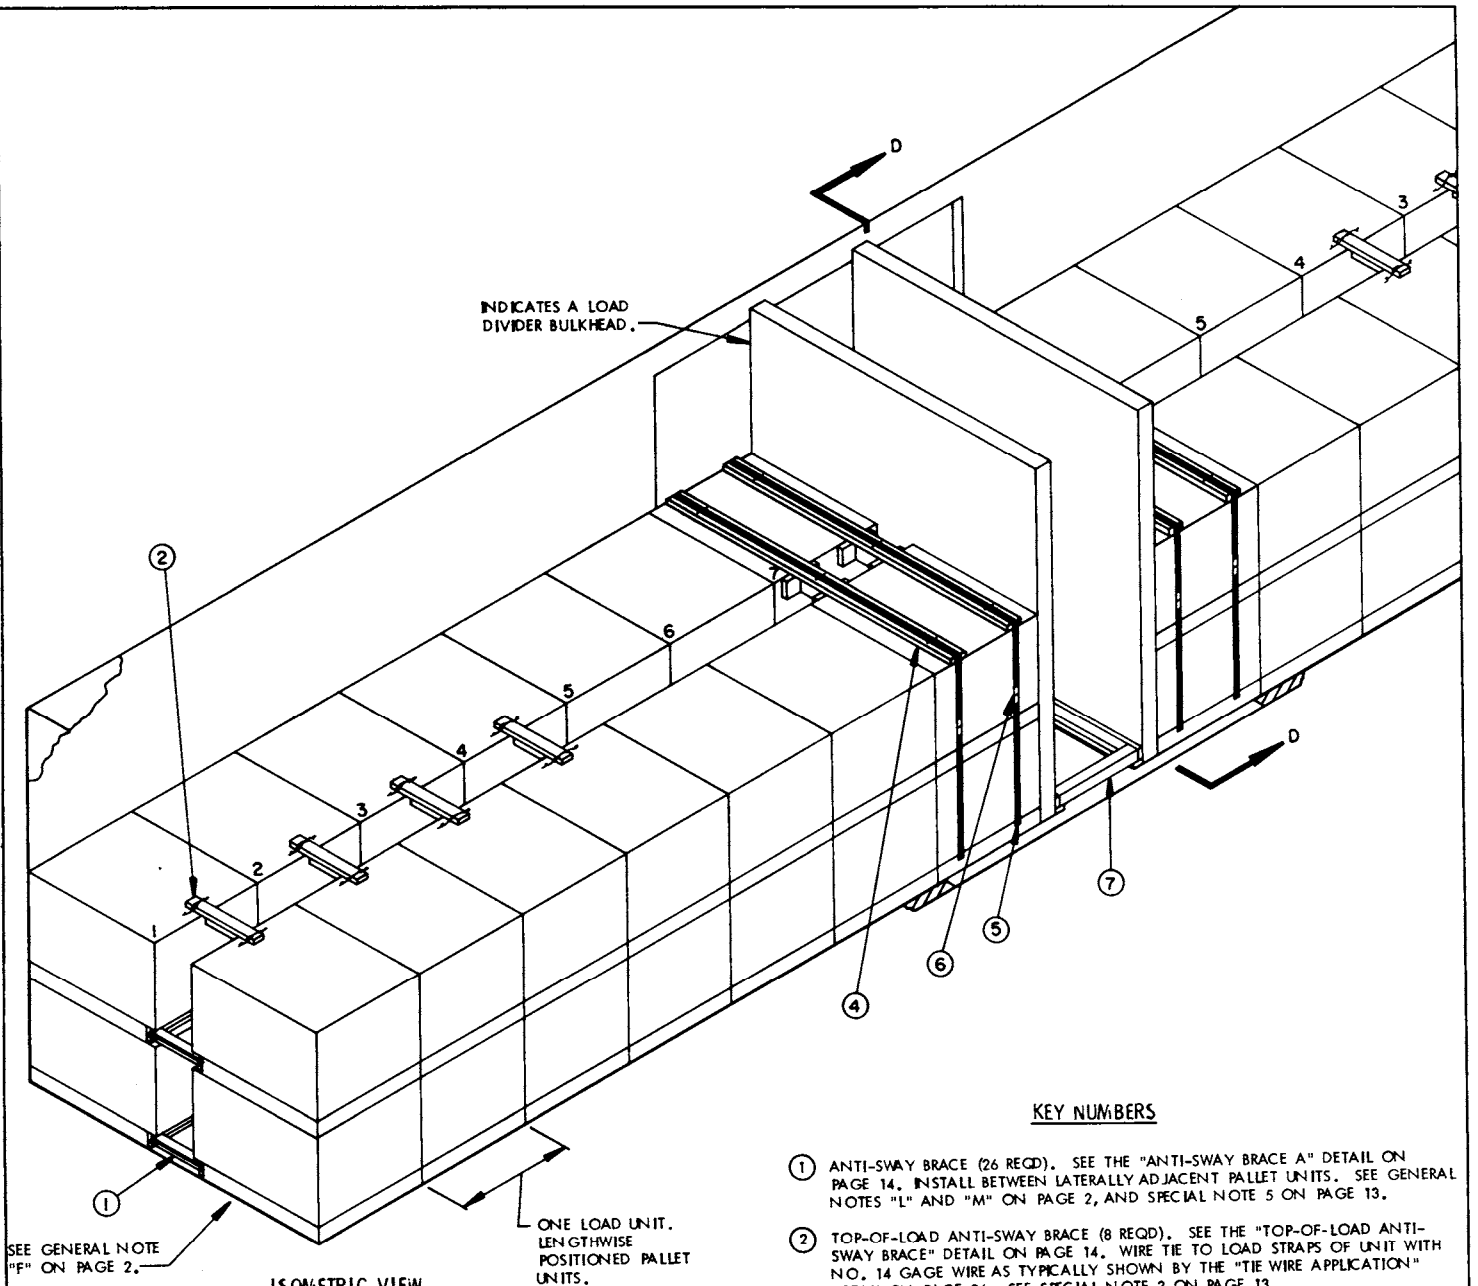 D
INDICATES A LOAD
DIVIDER BULKHEAD.
3
4
5
2
7
6
5
4
3
2
1
D
7
5
6
4
1
SEE GENERAL NOTE
"F" ON PAGE 2.
ISOMETRIC VIEW
ONE LOAD UNIT.
LENGTHWISE
POSITIONED PALLET
UNITS.
KEY NUMBERS
1 ANTI-SWAY BRACE (26 REQD). SEE THE "ANTI-SWAY BRACE A" DETAIL ON
PAGE 14. INSTALL BETWEEN LATERALLY ADJACENT PALLET UNITS. SEE GENERAL
NOTES "L" AND "M" ON PAGE 2, AND SPECIAL NOTE 5 ON PAGE 13.
2 TOP-OF-LOAD ANTI-SWAY BRACE (8 REQD). SEE THE "TOP-OF-LOAD ANTI-
SWAY BRACE" DETAIL ON PAGE 14. WIRE TIE TO LOAD STRAPS OF UNIT WITH
NO. 14 GAGE WIRE AS TYPICALLY SHOWN BY THE "TIE WIRE APPLICATION"